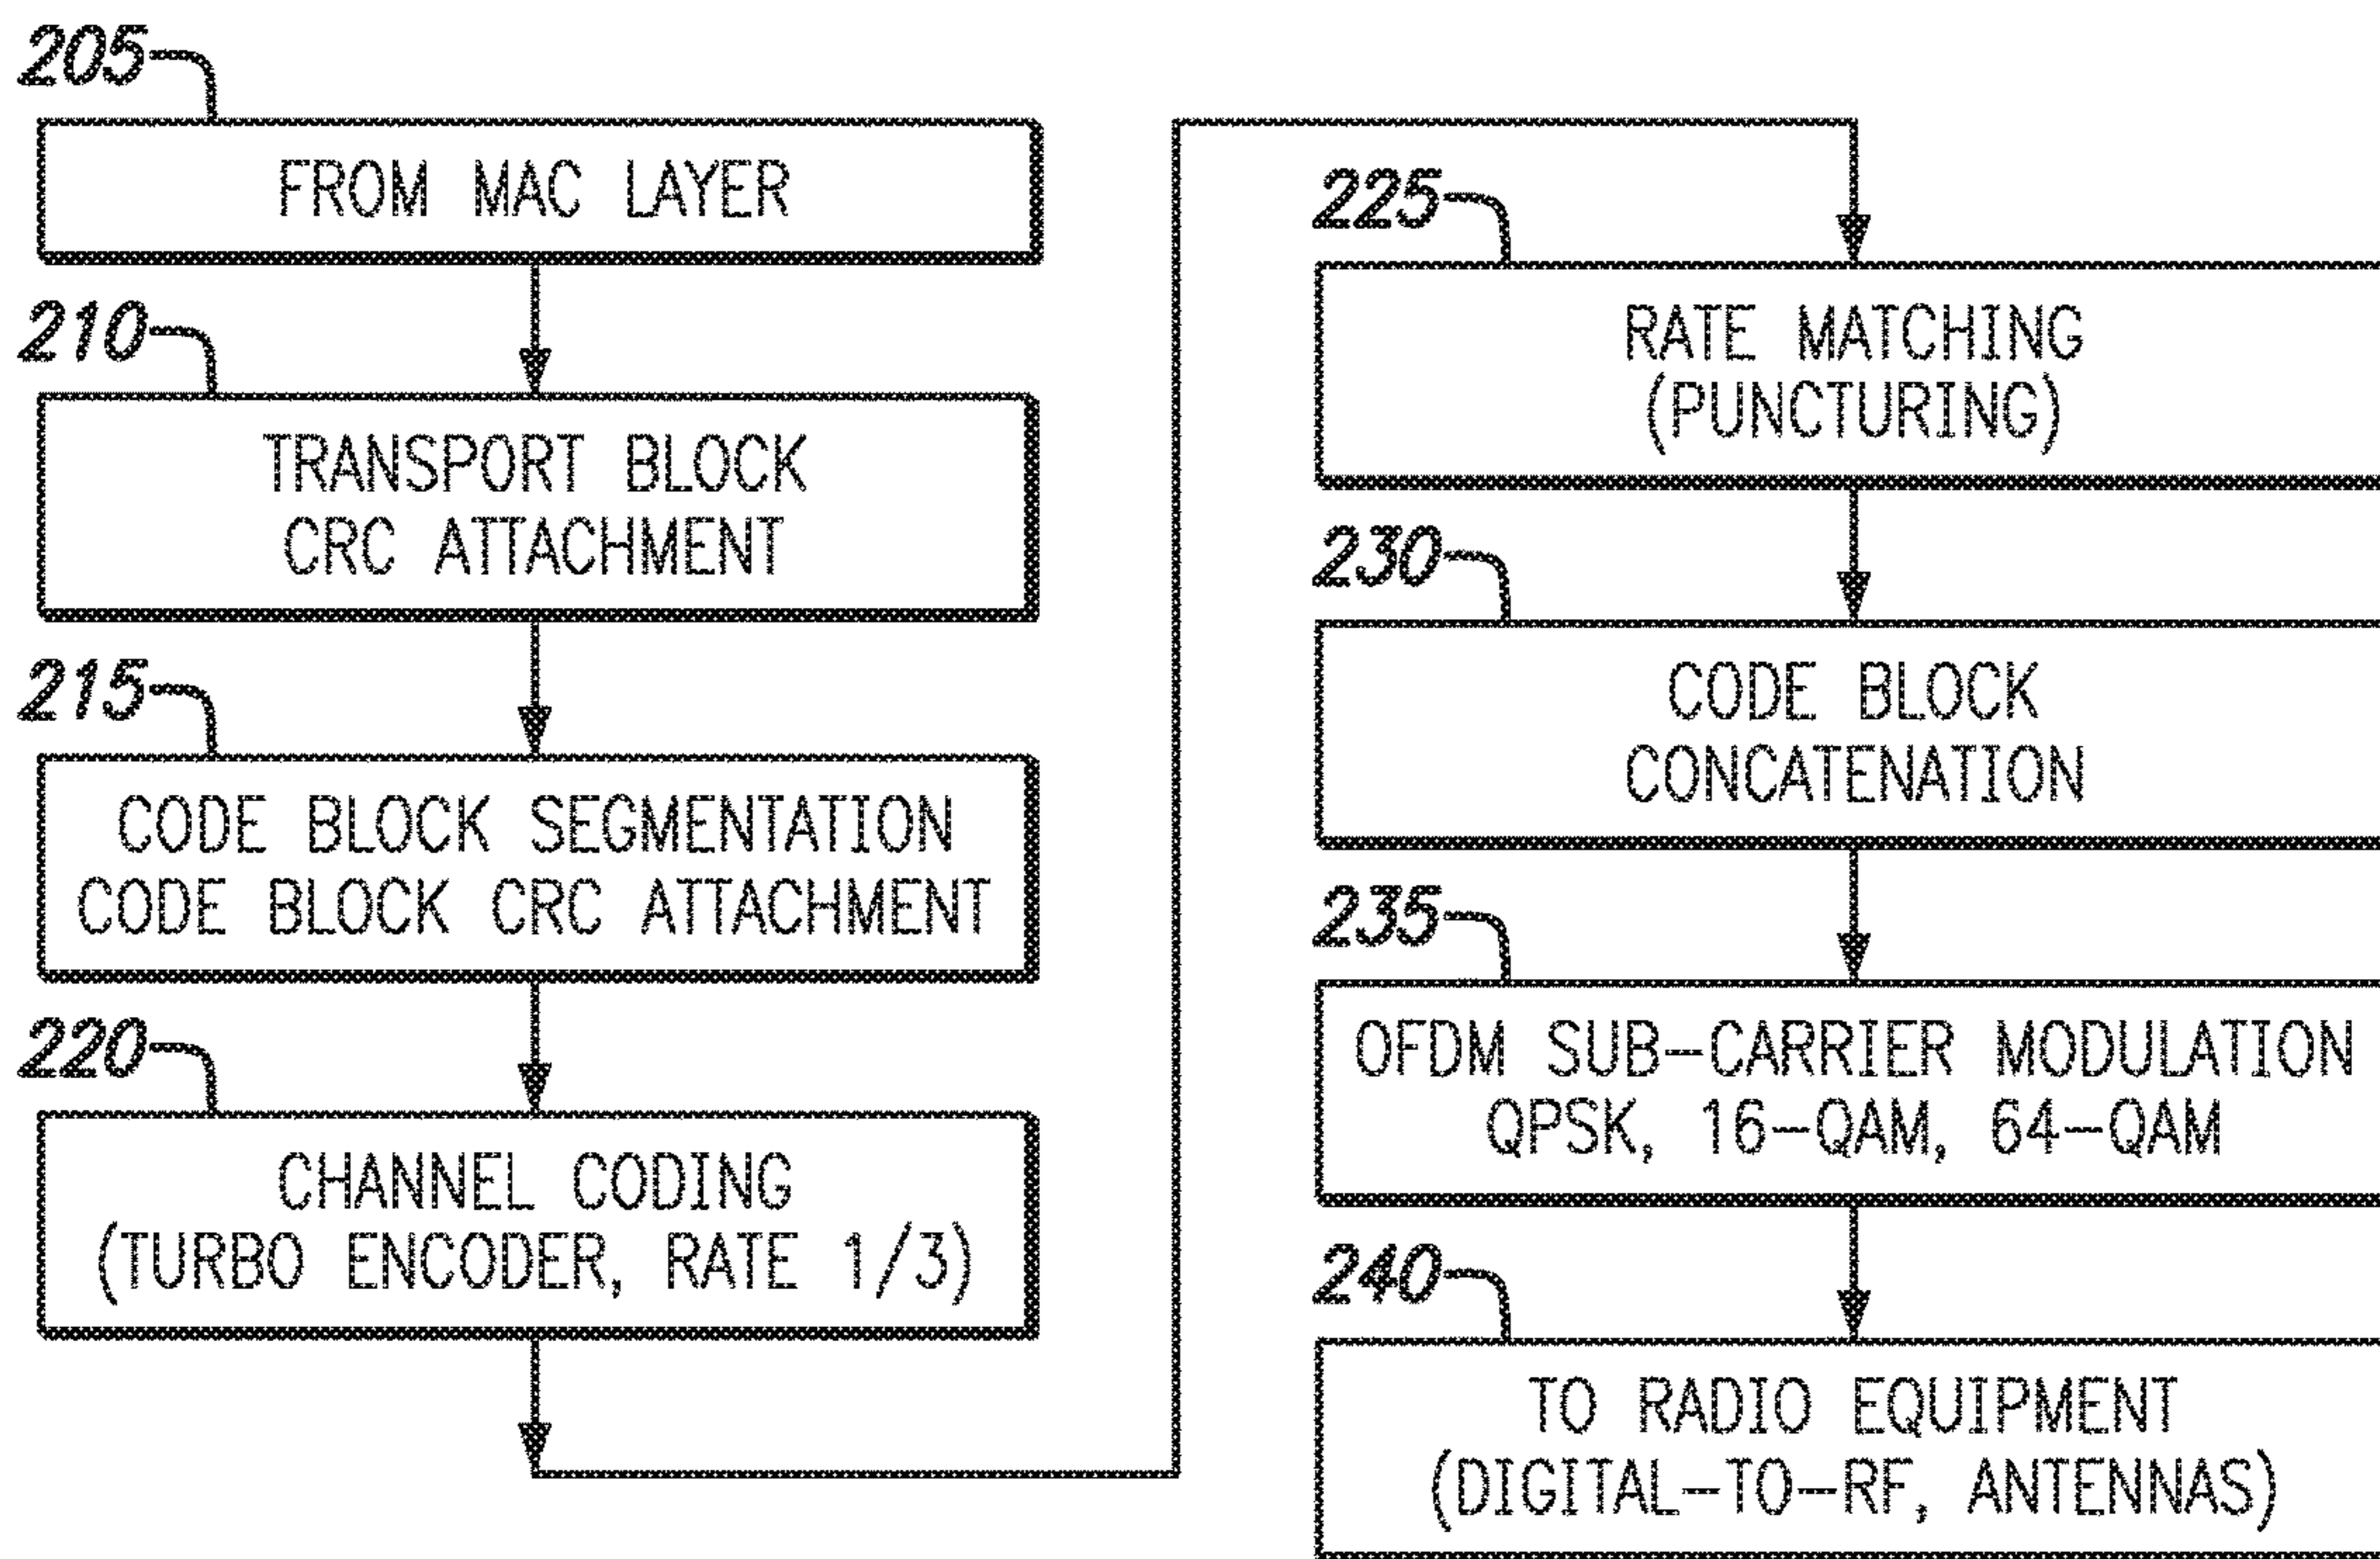 205
FROM MAC LAYER
210
TRANSPORT BLOCK
CRC ATTACHMENT
215
CODE BLOCK SEGMENTATION
CODE BLOCK CRC ATTACHMENT
220
CHANNEL CODING
(TURBO ENCODER, RATE 1/3)
225
RATE MATCHING
(PUNCTURING)
230
CODE BLOCK
CONCATENATION
235
OFDM SUB-CARRIER MODULATION
QPSK, 16-QAM, 64-QAM
240
TO RADIO EQUIPMENT
(DIGITAL-TO-RF, ANTENNAS)